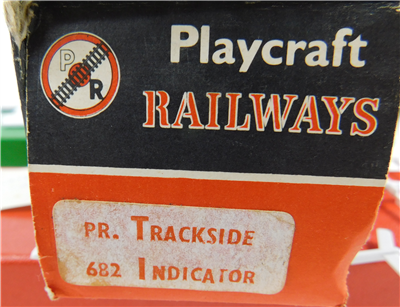 P R
Playcraft
RAILWAYS
PR. TRACKSIDE
682 INDICATOR